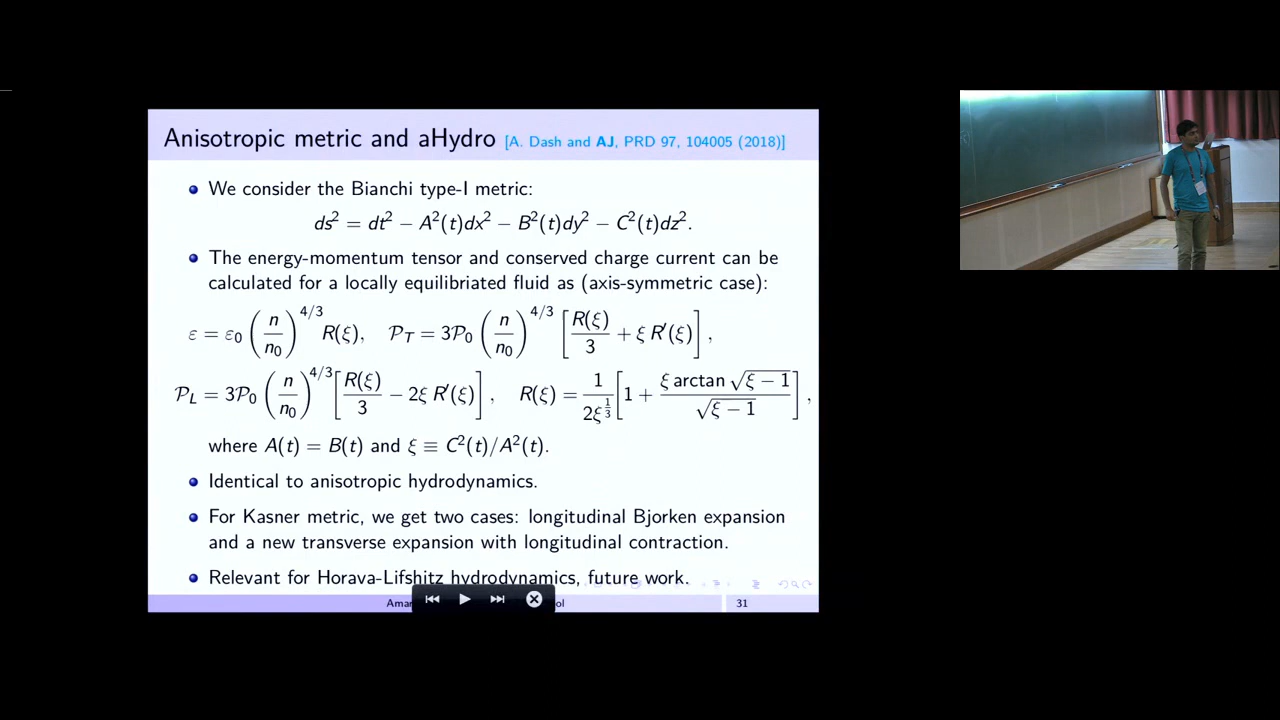 Anisotropic metric and aHydro [A. Dash and AJ, PRD 97, 104005 (2018)]
We consider the Bianchi type-I metric:
ds² = dt² − A²(t)dx² − B²(t)dy² − C²(t)dz².
The energy-momentum tensor and conserved charge current can be
calculated for a locally equilibriated fluid as (axis-symmetric case):
ε = ε₀ (n/n₀)^{4/3} R(ξ), P_T = 3P₀ (n/n₀)^{4/3} [R(ξ)/3 + ξ R′(ξ)],
P_L = 3P₀ (n/n₀)^{4/3} [R(ξ)/3 − 2ξ R′(ξ)], R(ξ) = 1/(2ξ^{1/3}) [1 + (ξ arctan √(ξ−1))/√(ξ−1)],
where A(t) = B(t) and ξ ≡ C²(t)/A²(t).
Identical to anisotropic hydrodynamics.
For Kasner metric, we get two cases: longitudinal Bjorken expansion
and a new transverse expansion with longitudinal contraction.
Relevant for Horava-Lifshitz hydrodynamics, future work.
31